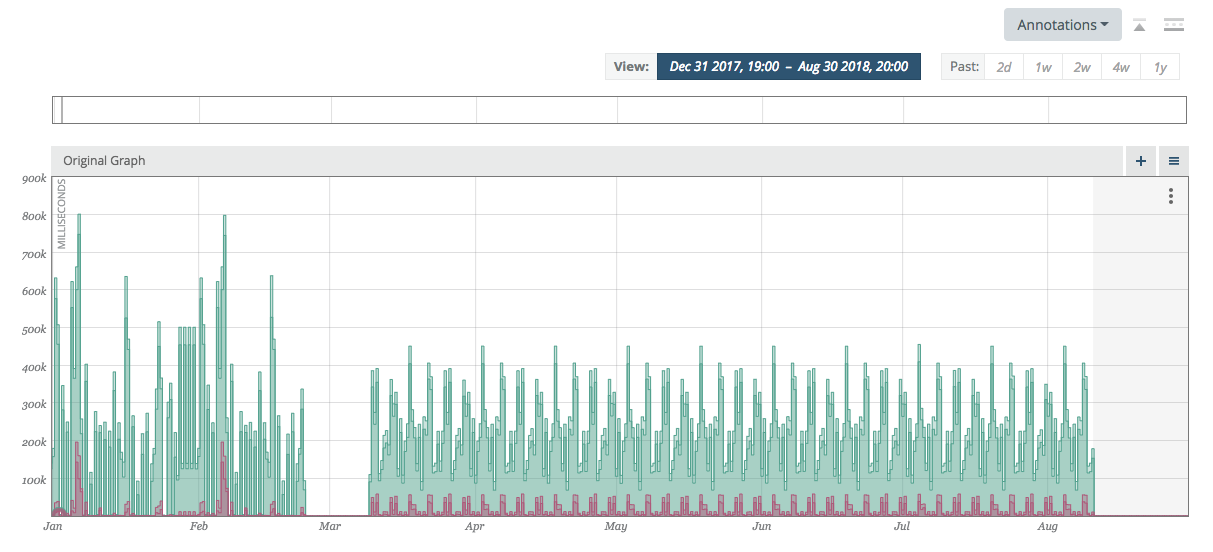 Annotations
View: Dec 31 2017, 19:00 – Aug 30 2018, 20:00 Past: 2d 1w 2w 4w 1y
Original Graph
MILLISECONDS
900k
800k
700k
600k
500k
400k
300k
200k
100k
Jan Feb Mar Apr May Jun Jul Aug